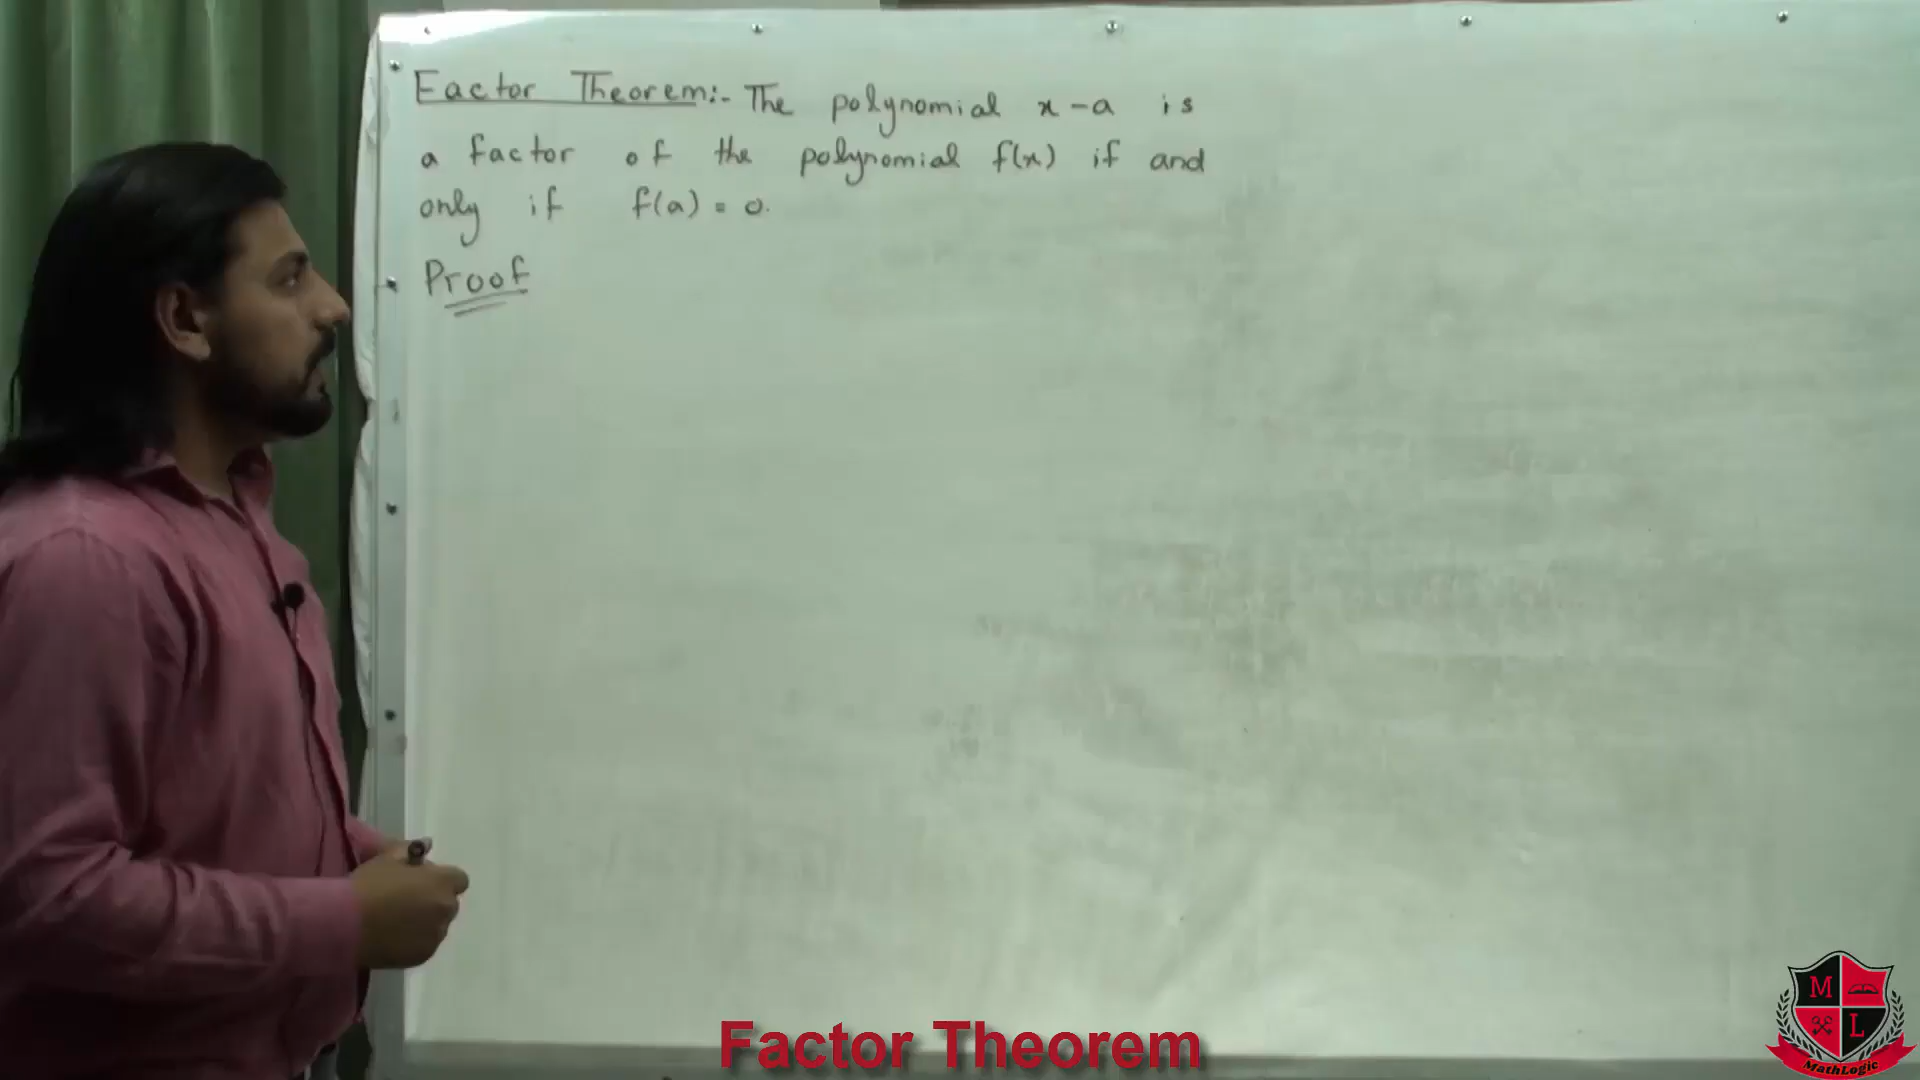 Factor Theorem:- The polynomial x-a is
a factor of the polynomial f(x) if and
only if f(a) = 0.
Proof
Factor Theorem
M
L
MathLogic